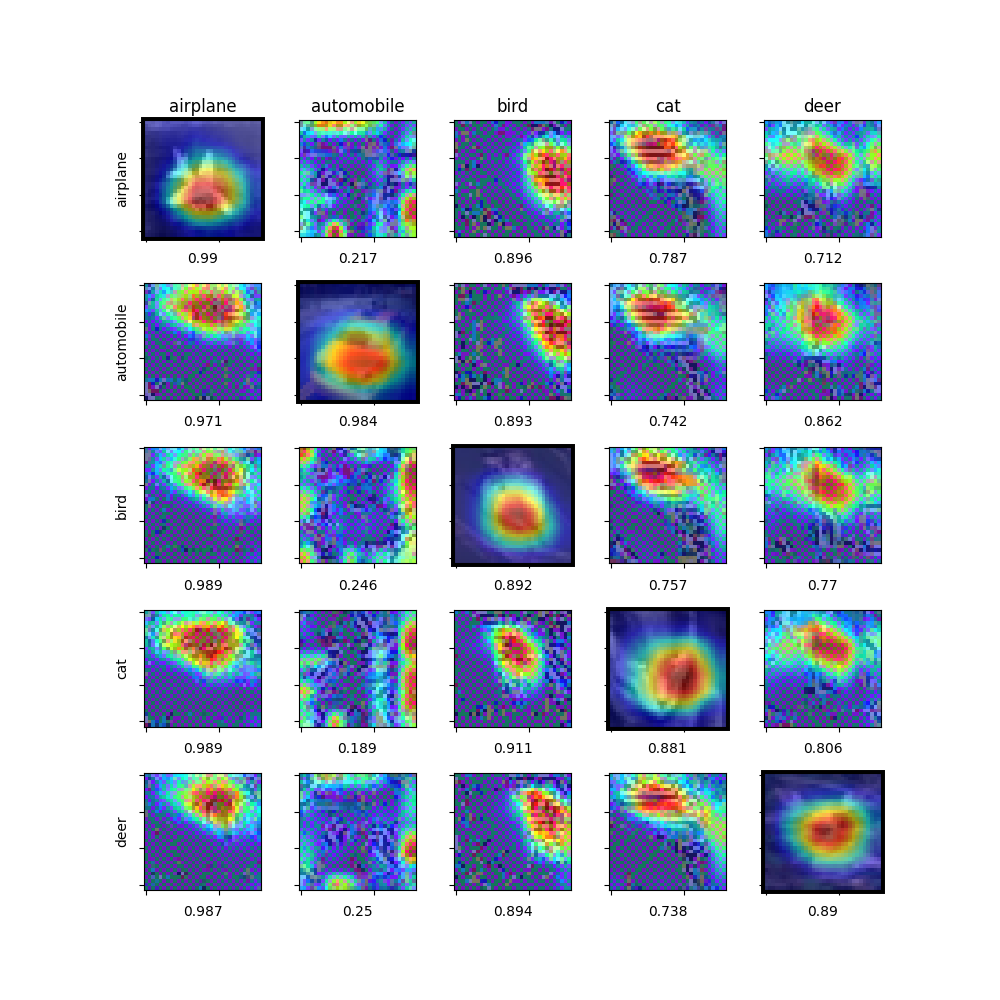 airplane automobile bird cat deer
airplane
0.99 0.217 0.896 0.787 0.712
automobile
0.971 0.984 0.893 0.742 0.862
bird
0.989 0.246 0.892 0.757 0.77
cat
0.989 0.189 0.911 0.881 0.806
deer
0.987 0.25 0.894 0.738 0.89